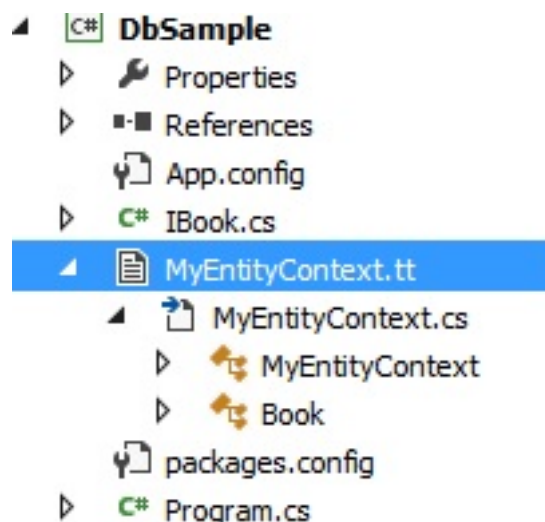 C# DbSample
Properties
References
App.config
C# IBook.cs
MyEntityContext.tt
MyEntityContext.cs
MyEntityContext
Book
packages.config
C# Program.cs